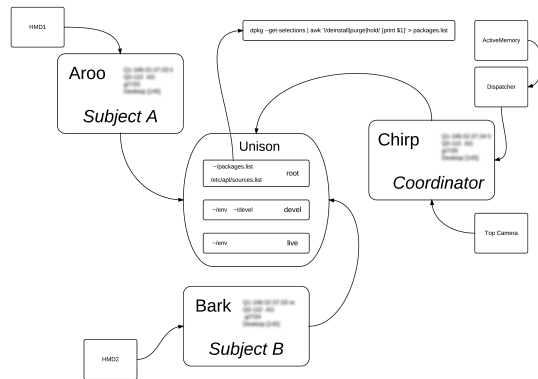 HMD1
dpkg --get-selections | awk '!/deinstall|purge|hold/ {print $1}' > packages.list
ActiveMemory
Dispatcher
Aroo
Subject A
Chirp
Coordinator
Unison
~/packages.list
/etc/apt/sources.list root
~/env ~/devel devel
~/env live
Top Camera
Bark
Subject B
HMD2